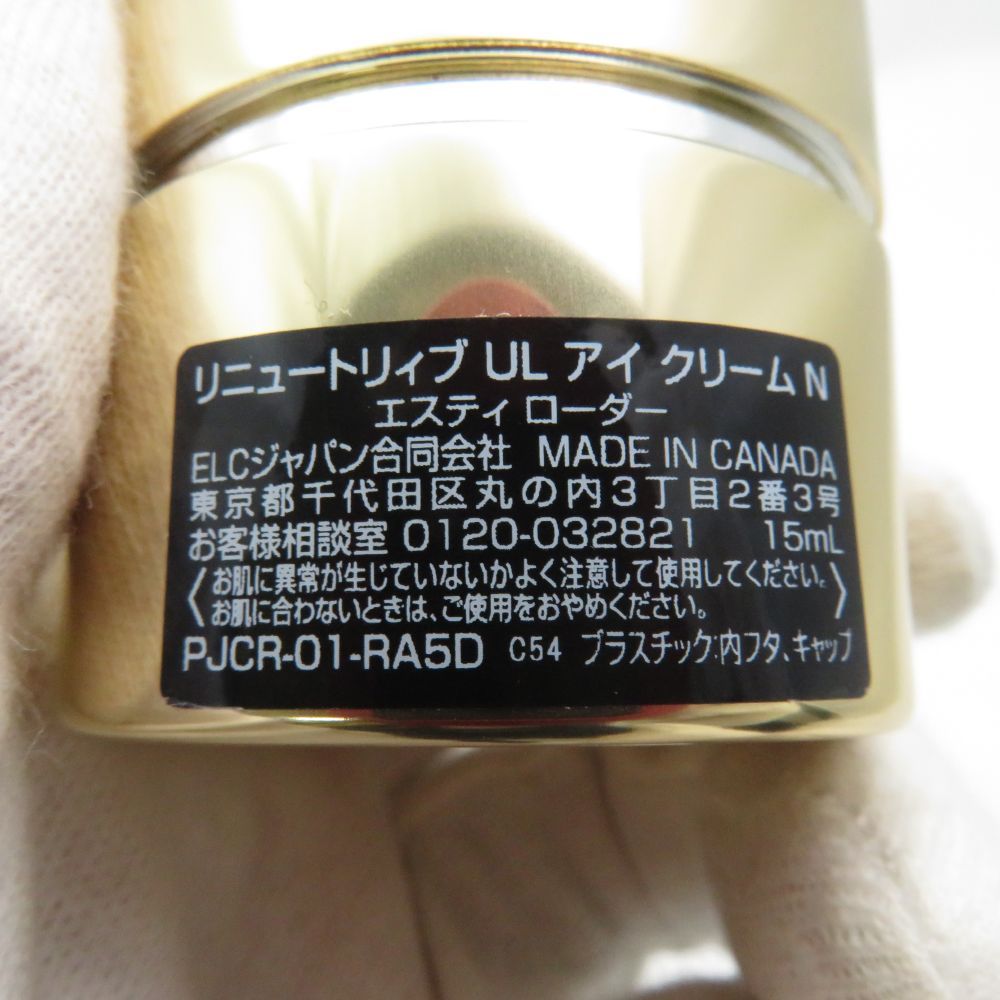 リニュートリィブ UL アイ クリーム N
エスティ ローダー
ELCジャパン合同会社 MADE IN CANADA
東京都千代田区丸の内3丁目2番3号
お客様相談室 0120-032821 15mL
〈お肌に異常が生じていないかよく注意して使用してください。
お肌に合わないときは、ご使用をおやめください。〉
PJCR-01-RA5D C54 プラスチック:内フタ、キャップ